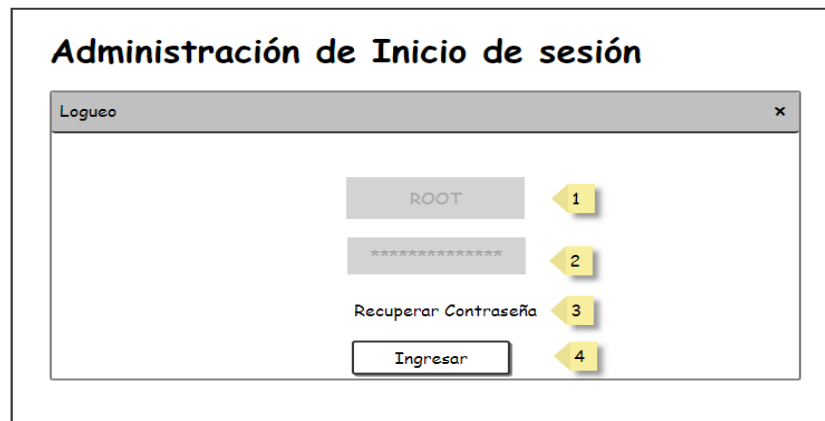 Administración de Inicio de sesión
Logueo ×
ROOT 1
************** 2
Recuperar Contraseña 3
Ingresar 4